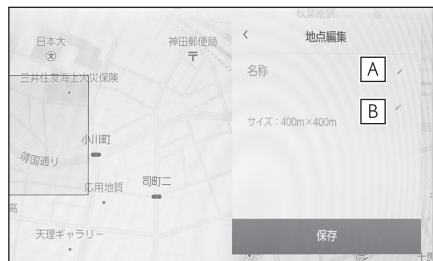 秋葉原駅
地点編集
日本大
文
神田郵便局
名称
A
三井住友海上火災保険
B
サイズ：400m×400m
小川町
靖国通り
司町二
応用地質
高
天理ギャラリー
保存